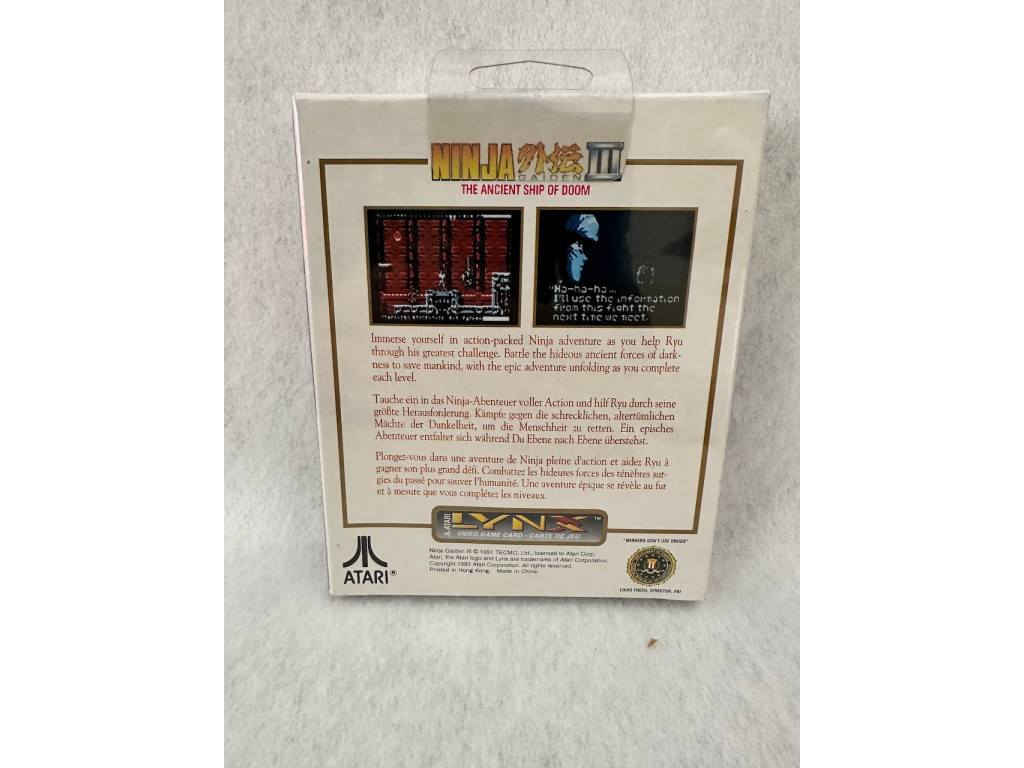 NINJA 外伝 III
GAIDEN
THE ANCIENT SHIP OF DOOM
"Ha-ha-ha...
I'll use the information
from this fight the
next time we meet.
Immerse yourself in action-packed Ninja adventure as you help Ryu
through his greatest challenge. Battle the hideous ancient forces of dark-
ness to save mankind, with the epic adventure unfolding as you complete
each level.
Tauche ein in das Ninja-Abenteuer voller Action und hilf Ryu durch seine
größte Herausforderung. Kämpfe gegen die schrecklichen, altertümlichen
Mächte der Dunkelheit, um die Menschheit zu retten. Ein episches
Abenteuer entfaltet sich während Du Ebene nach Ebene überstehst.
Plongez-vous dans une aventure de Ninja pleine d'action et aidez Ryu à
gagner son plus grand défi. Combattez les hideuses forces des ténèbres sur-
gies du passé pour sauver l'humanité. Une aventure épique se révèle au fur
et à mesure que vous complétez les niveaux.
ATARI LYNX ™
VIDEO GAME CARD - CARTE DE JEU
ATARI®
Ninja Gaiden III © 1991 TECMO, Ltd., licensed to Atari Corp.
Atari, the Atari logo and Lynx are trademarks of Atari Corporation.
Copyright 1993 Atari Corporation. All rights reserved.
Printed in Hong Kong. Made in China.
"WINNERS DON'T USE DRUGS"
LOUIS FREEH, DIRECTOR, FBI